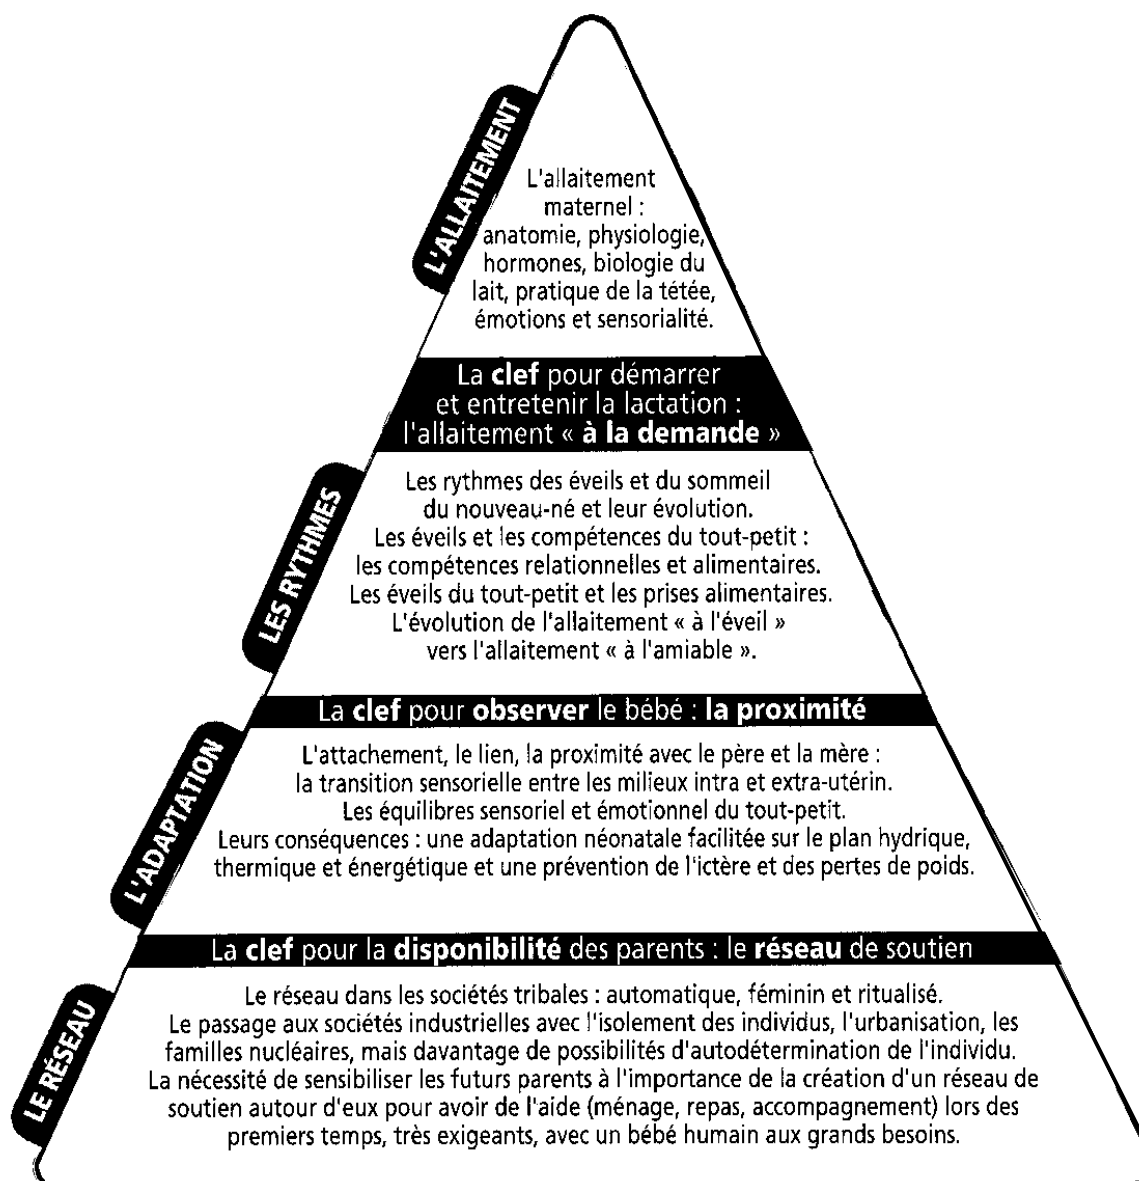 L'ALLAITEMENT
L'allaitement
maternel :
anatomie, physiologie,
hormones, biologie du
lait, pratique de la tétée,
émotions et sensorialité.
La clef pour démarrer
et entretenir la lactation :
l'allaitement « à la demande »
LES RYTHMES
Les rythmes des éveils et du sommeil
du nouveau-né et leur évolution.
Les éveils et les compétences du tout-petit :
les compétences relationnelles et alimentaires.
Les éveils du tout-petit et les prises alimentaires.
L'évolution de l'allaitement « à l'éveil »
vers l'allaitement « à l'amiable ».
La clef pour observer le bébé : la proximité
L'ADAPTATION
L'attachement, le lien, la proximité avec le père et la mère :
la transition sensorielle entre les milieux intra et extra-utérin.
Les équilibres sensoriel et émotionnel du tout-petit.
Leurs conséquences : une adaptation néonatale facilitée sur le plan hydrique,
thermique et énergétique et une prévention de l'ictère et des pertes de poids.
La clef pour la disponibilité des parents : le réseau de soutien
LE RÉSEAU
Le réseau dans les sociétés tribales : automatique, féminin et ritualisé.
Le passage aux sociétés industrielles avec l'isolement des individus, l'urbanisation, les
familles nucléaires, mais davantage de possibilités d'autodétermination de l'individu.
La nécessité de sensibiliser les futurs parents à l'importance de la création d'un réseau de
soutien autour d'eux pour avoir de l'aide (ménage, repas, accompagnement) lors des
premiers temps, très exigeants, avec un bébé humain aux grands besoins.